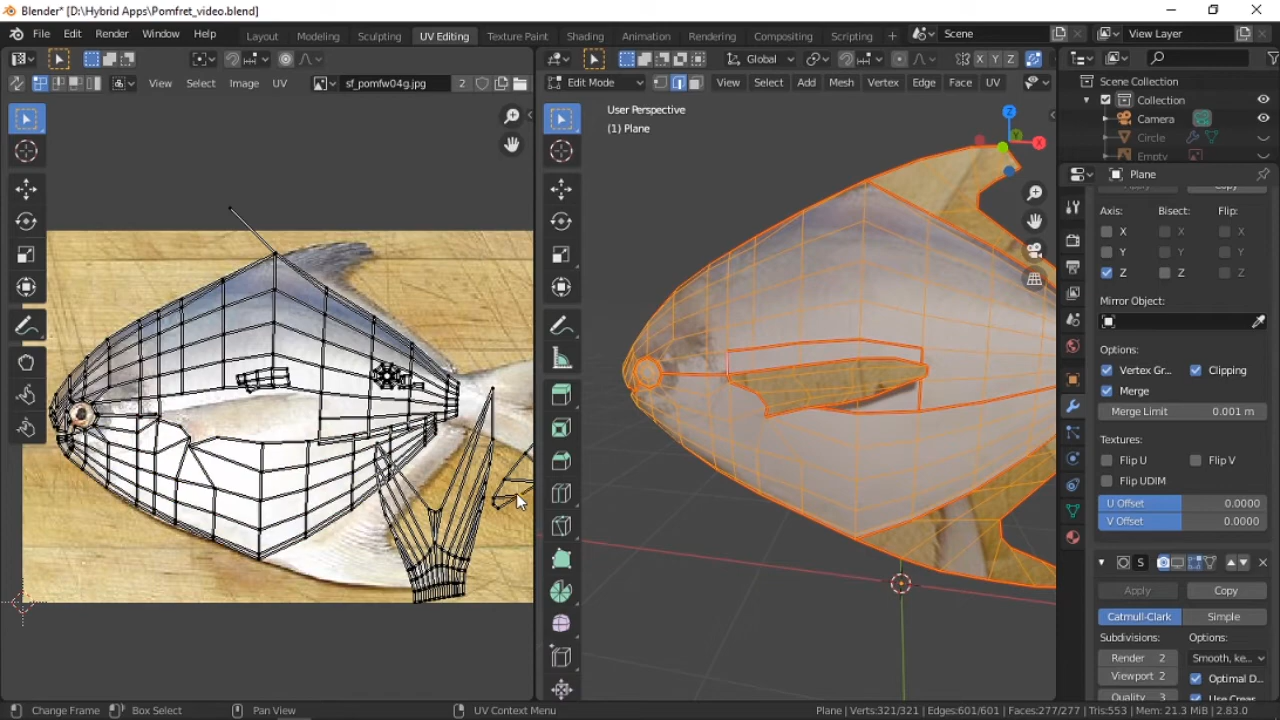 Blender* [D:\Hybrid Apps\Pomfret_video.blend]
File Edit Render Window Help Layout Modeling Sculpting UV Editing Texture Paint Shading Animation Rendering Compositing Scripting + Scene View Layer
Global X Y Z
View Select Image UV sf_pomfw04g.jpg 2 Edit Mode View Select Add Mesh Vertex Edge Face UV
Scene Collection
Collection
Camera
Circle
Empty
User Perspective
(1) Plane
Z
Y
X
Plane
Apply Copy
Axis: Bisect: Flip:
X X X
Y Y Y
Z Z Z
Mirror Object:
Options:
Vertex Gr... Clipping
Merge
Merge Limit 0.001 m
Textures:
Flip U Flip V
Flip UDIM
U Offset 0.0000
V Offset 0.0000
S
Apply Copy
Catmull-Clark Simple
Subdivisions: Options:
Render 2 Smooth, ke...
Viewport 2 Optimal D...
Quality 3 Use Creas
Change Frame Box Select Pan View UV Context Menu Plane | Verts:321/321 | Edges:601/601 | Faces:277/277 | Tris:553 | Mem: 21.3 MiB | 2.83.0